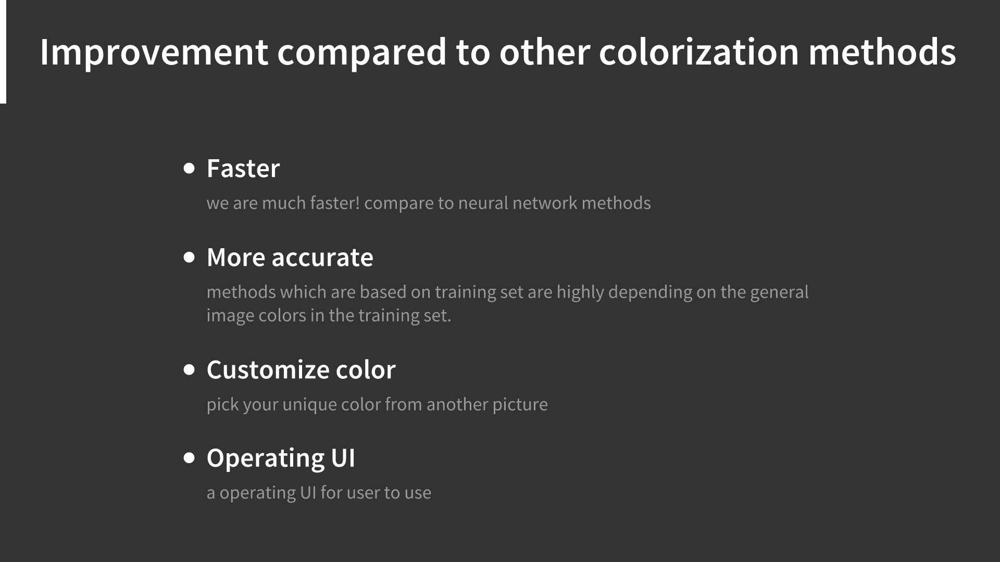 Improvement compared to other colorization methods
● Faster
we are much faster! compare to neural network methods
● More accurate
methods which are based on training set are highly depending on the general
image colors in the training set.
● Customize color
pick your unique color from another picture
● Operating UI
a operating UI for user to use